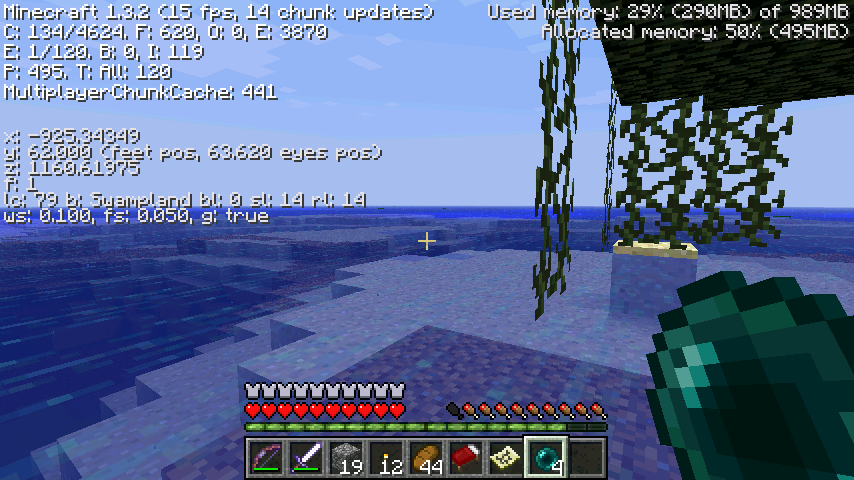 Minecraft 1.3.2 (15 fps, 14 chunk updates)
C: 134/4624, F: 620, O: 0, E: 3870
E: 1/120, B: 0, I: 119
P: 495, T: All: 120
MultiplayerChunkCache: 441
Used memory: 29% (290MB) of 989MB
Allocated memory: 50% (495MB)
x: -925.34349
y: 62.000 (feet pos, 63.620 eyes pos)
z: 1160.61975
f: 1
lc: 79 b: Swampland bl: 0 sl: 14 rl: 14
ws: 0.100, fs: 0.050, g: true
19 12 44 4